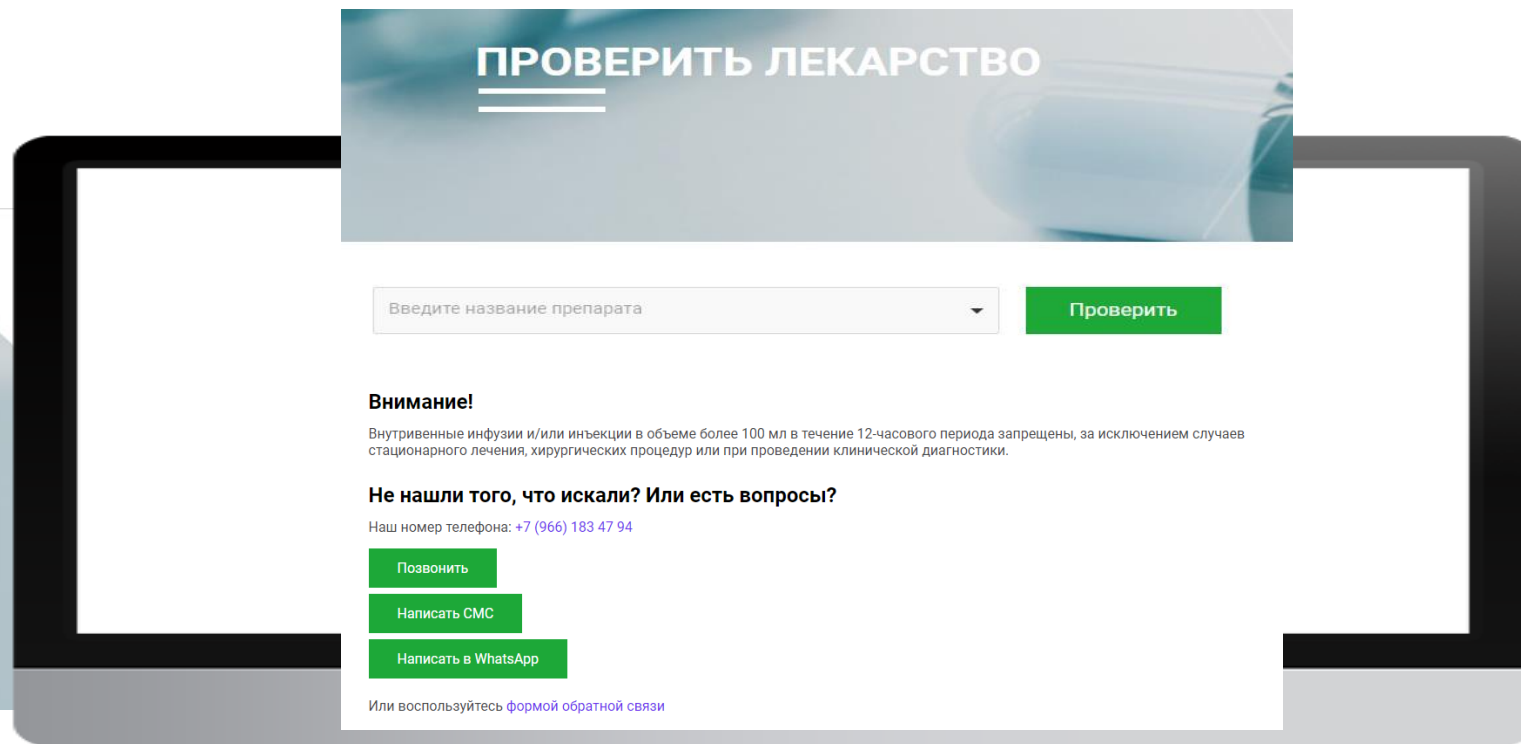 ПРОВЕРИТЬ ЛЕКАРСТВО
Введите название препарата
Проверить
Внимание!
Внутривенные инфузии и/или инъекции в объеме более 100 мл в течение 12-часового периода запрещены, за исключением случаев
стационарного лечения, хирургических процедур или при проведении клинической диагностики.
Не нашли того, что искали? Или есть вопросы?
Наш номер телефона: +7 (966) 183 47 94
Позвонить
Написать СМС
Написать в WhatsApp
Или воспользуйтесь формой обратной связи